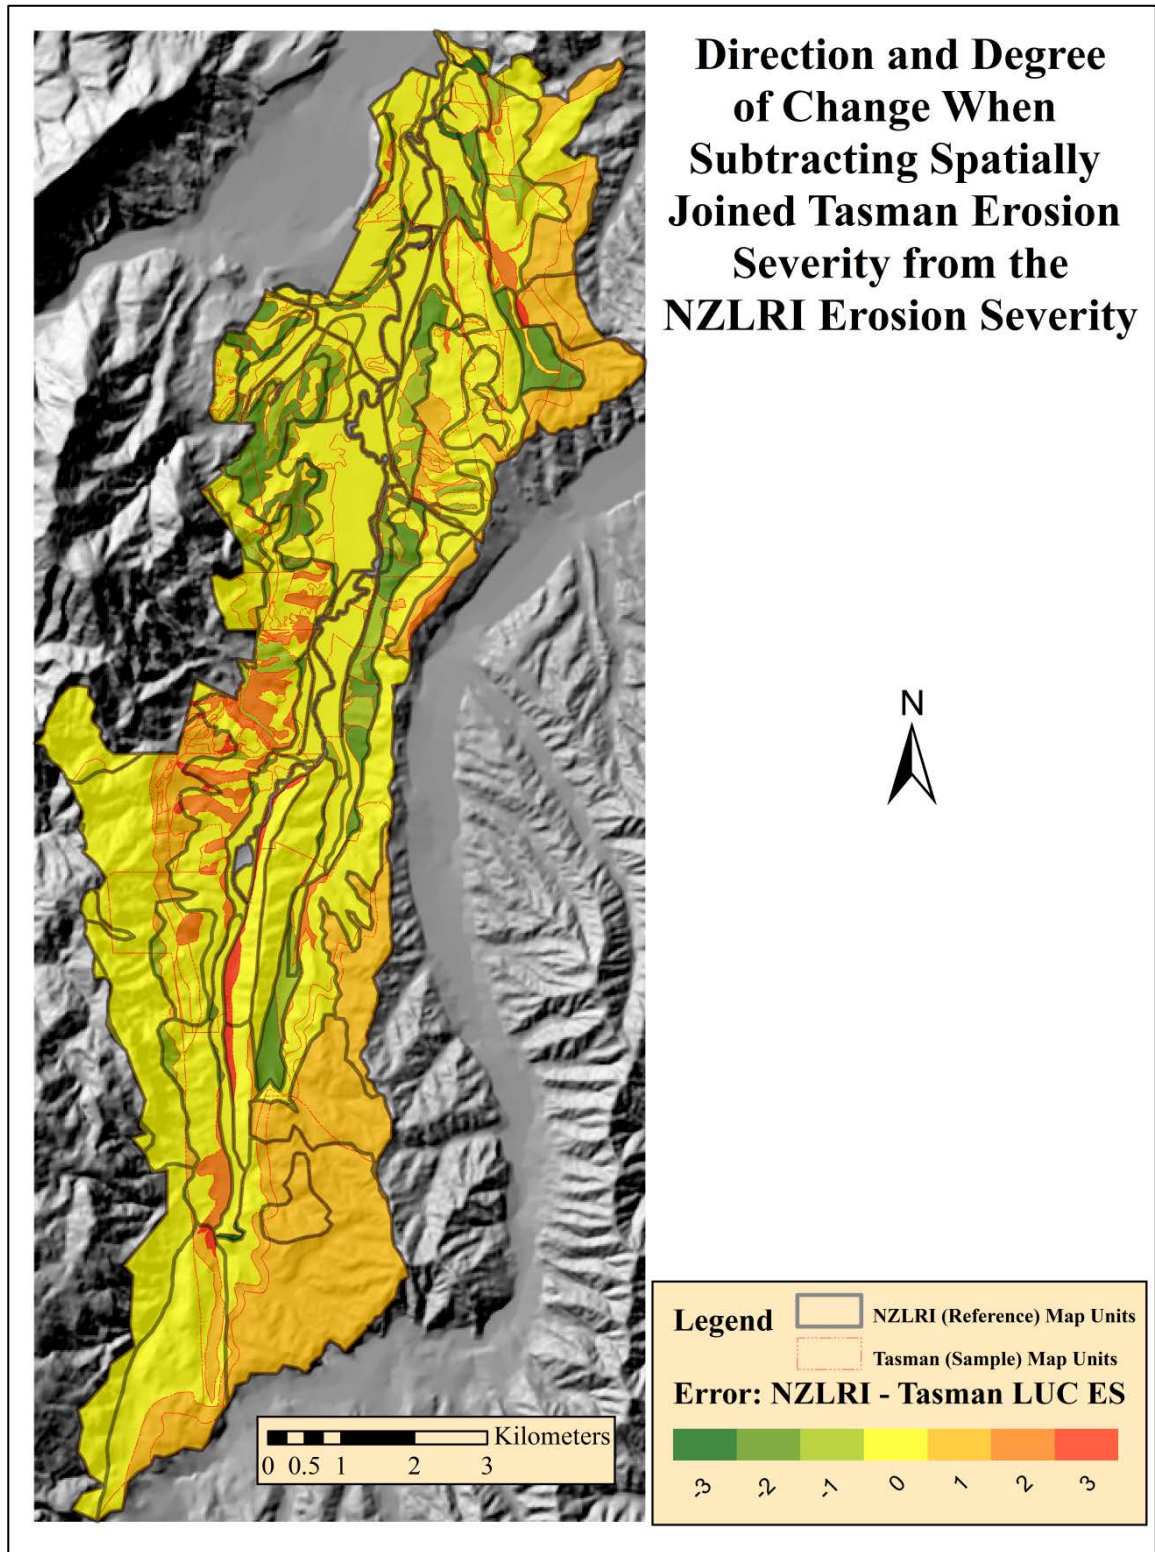 Direction and Degree
of Change When
Subtracting Spatially
Joined Tasman Erosion
Severity from the
NZLRI Erosion Severity
N
Legend
NZLRI (Reference) Map Units
Tasman (Sample) Map Units
Error: NZLRI - Tasman LUC ES
-3 -2 -1 0 1 2 3
Kilometers
0 0.5 1 2 3